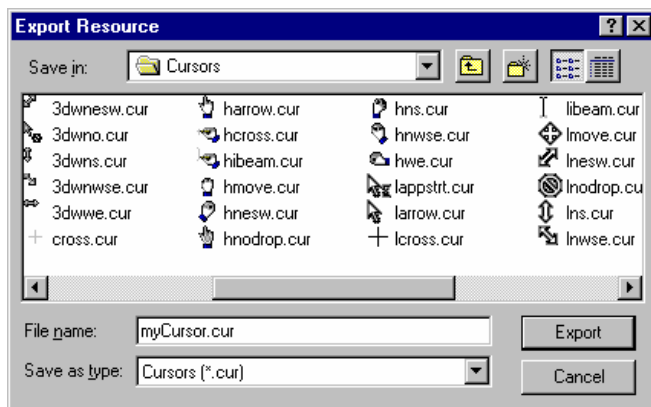 Export Resource
Save in: Cursors
3dwnesw.cur harrow.cur hns.cur libeam.cur
3dwno.cur hcross.cur hnwse.cur lmove.cur
3dwns.cur hibeam.cur hwe.cur lnesw.cur
3dwnwse.cur hmove.cur lappstrt.cur lnodrop.cu
3dwwe.cur hnesw.cur larrow.cur lns.cur
cross.cur hnodrop.cur lcross.cur lnwse.cur
File name: myCursor.cur Export
Save as type: Cursors (*.cur) Cancel